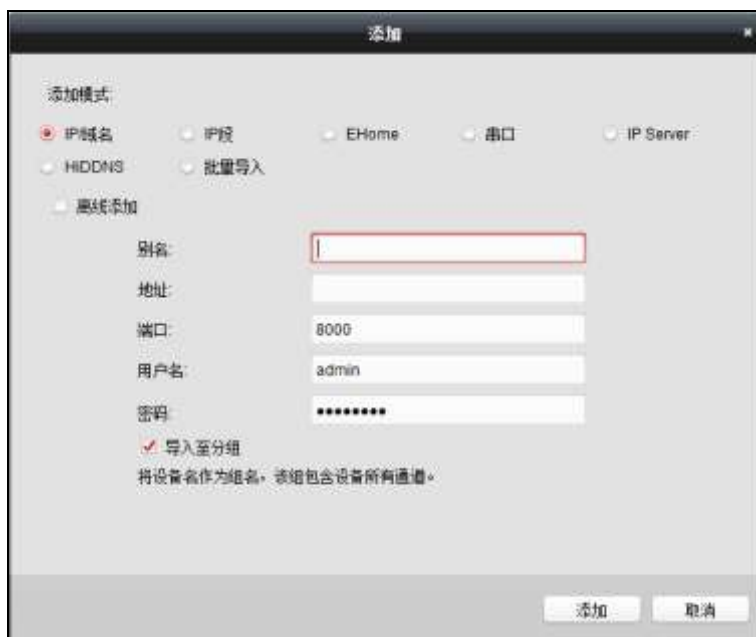 添加
×
添加模式:
IP/域名 IP段 EHome 串口 IP Server
HiDDNS 批量导入
离线添加
别名:
地址:
端口: 8000
用户名: admin
密码: ●●●●●●●●
导入至分组
将设备名作为组名，该组包含设备所有通道。
添加 取消